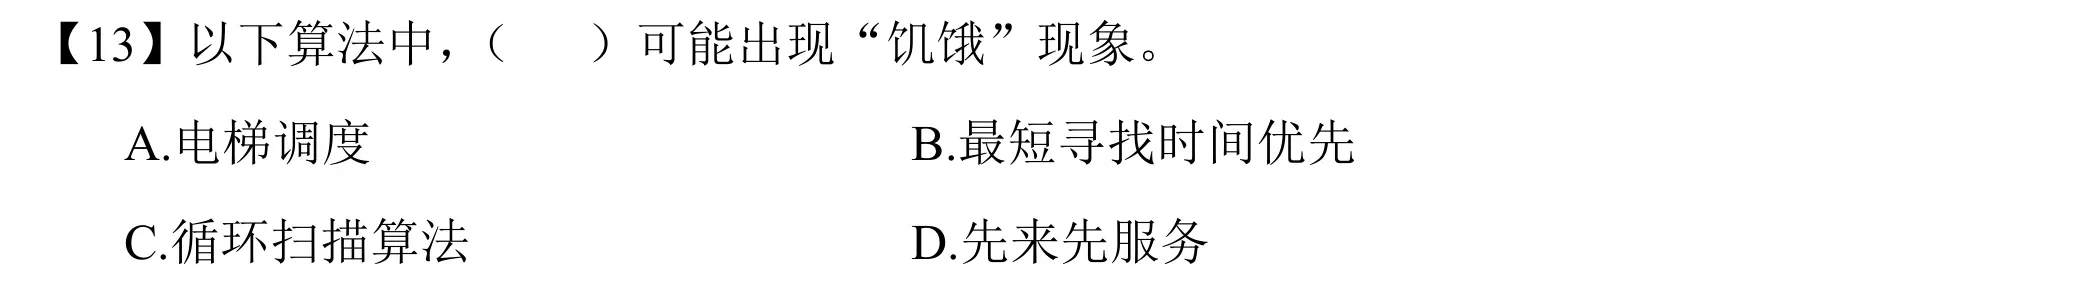 【13】以下算法中，（　　）可能出现“饥饿”现象。
A.电梯调度　　B.最短寻找时间优先
C.循环扫描算法　　D.先来先服务